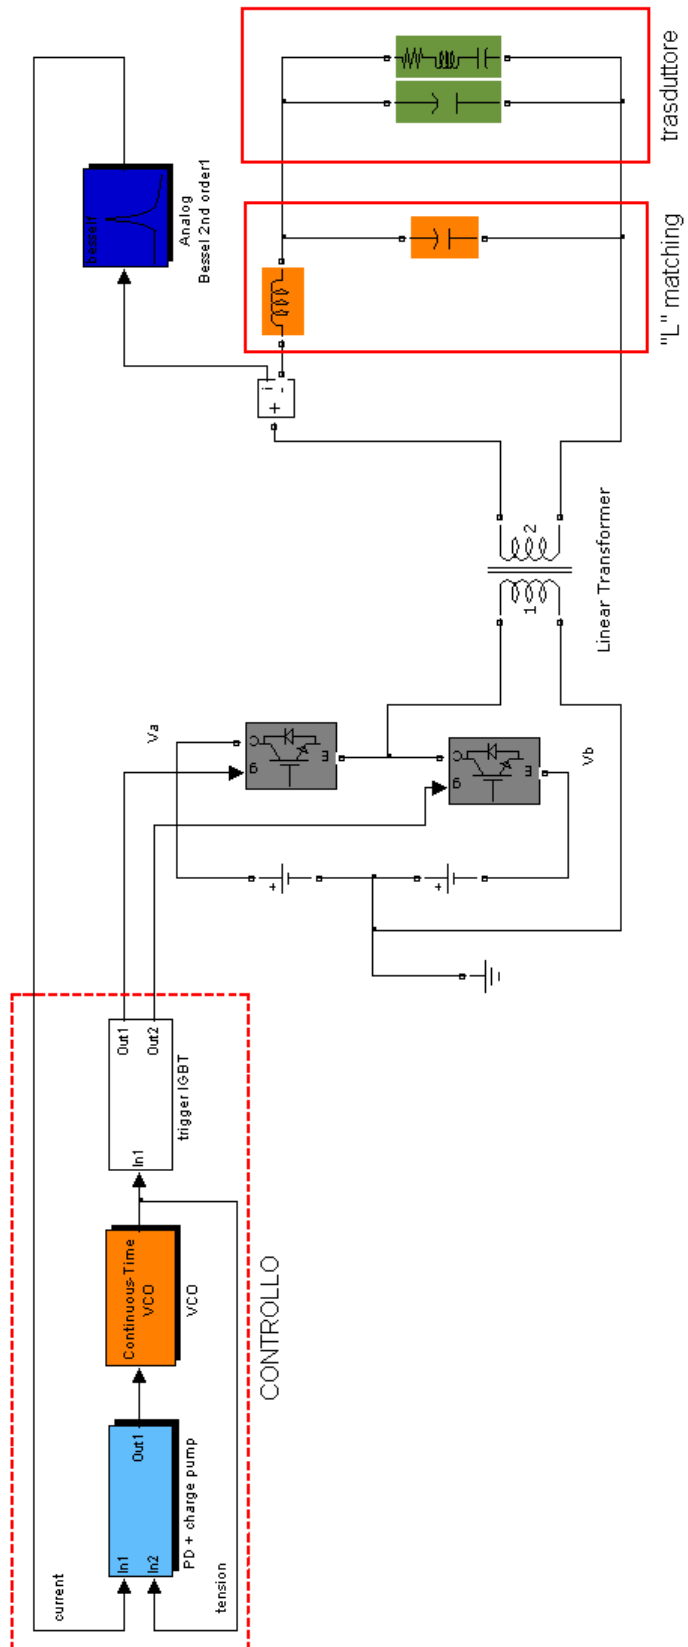 current
tension
In1
In2
Out1
PD + charge pump
Continuous-Time
VCO
VCO
In1
Out1
Out2
trigger IGBT
CONTROLLO
Va
g
C
E
g
C
E
Vb
+
+
1
2
Linear Transformer
+
i
-
besself
Analog
Bessel 2nd order1
"L" matching
trasduttore